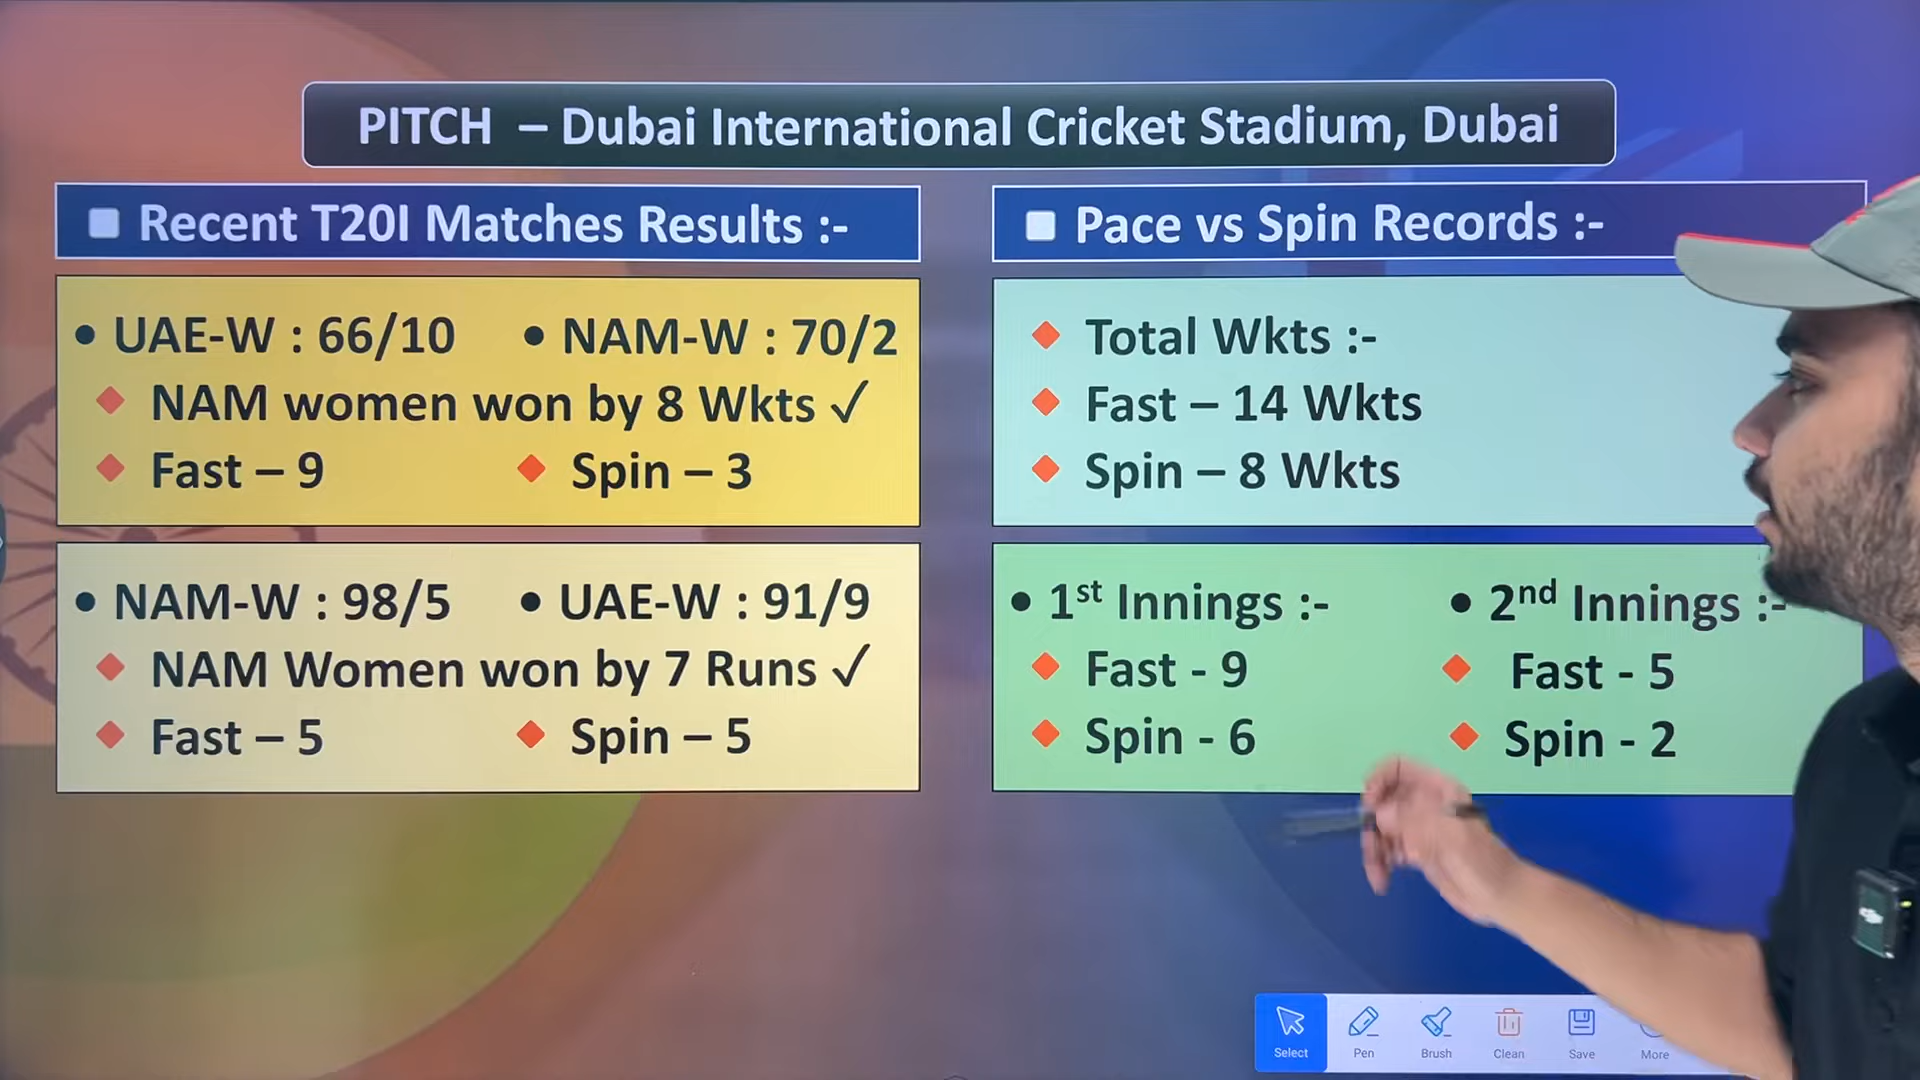 PITCH – Dubai International Cricket Stadium, Dubai
Recent T20I Matches Results :-
• UAE-W : 66/10 • NAM-W : 70/2
NAM women won by 8 Wkts ✓
Fast – 9 Spin – 3
• NAM-W : 98/5 • UAE-W : 91/9
NAM Women won by 7 Runs ✓
Fast – 5 Spin – 5
Pace vs Spin Records :-
Total Wkts :-
Fast – 14 Wkts
Spin – 8 Wkts
• 1st Innings :- • 2nd Innings :-
Fast - 9 Fast - 5
Spin - 6 Spin - 2
Select Pen Brush Clean Save More
dji